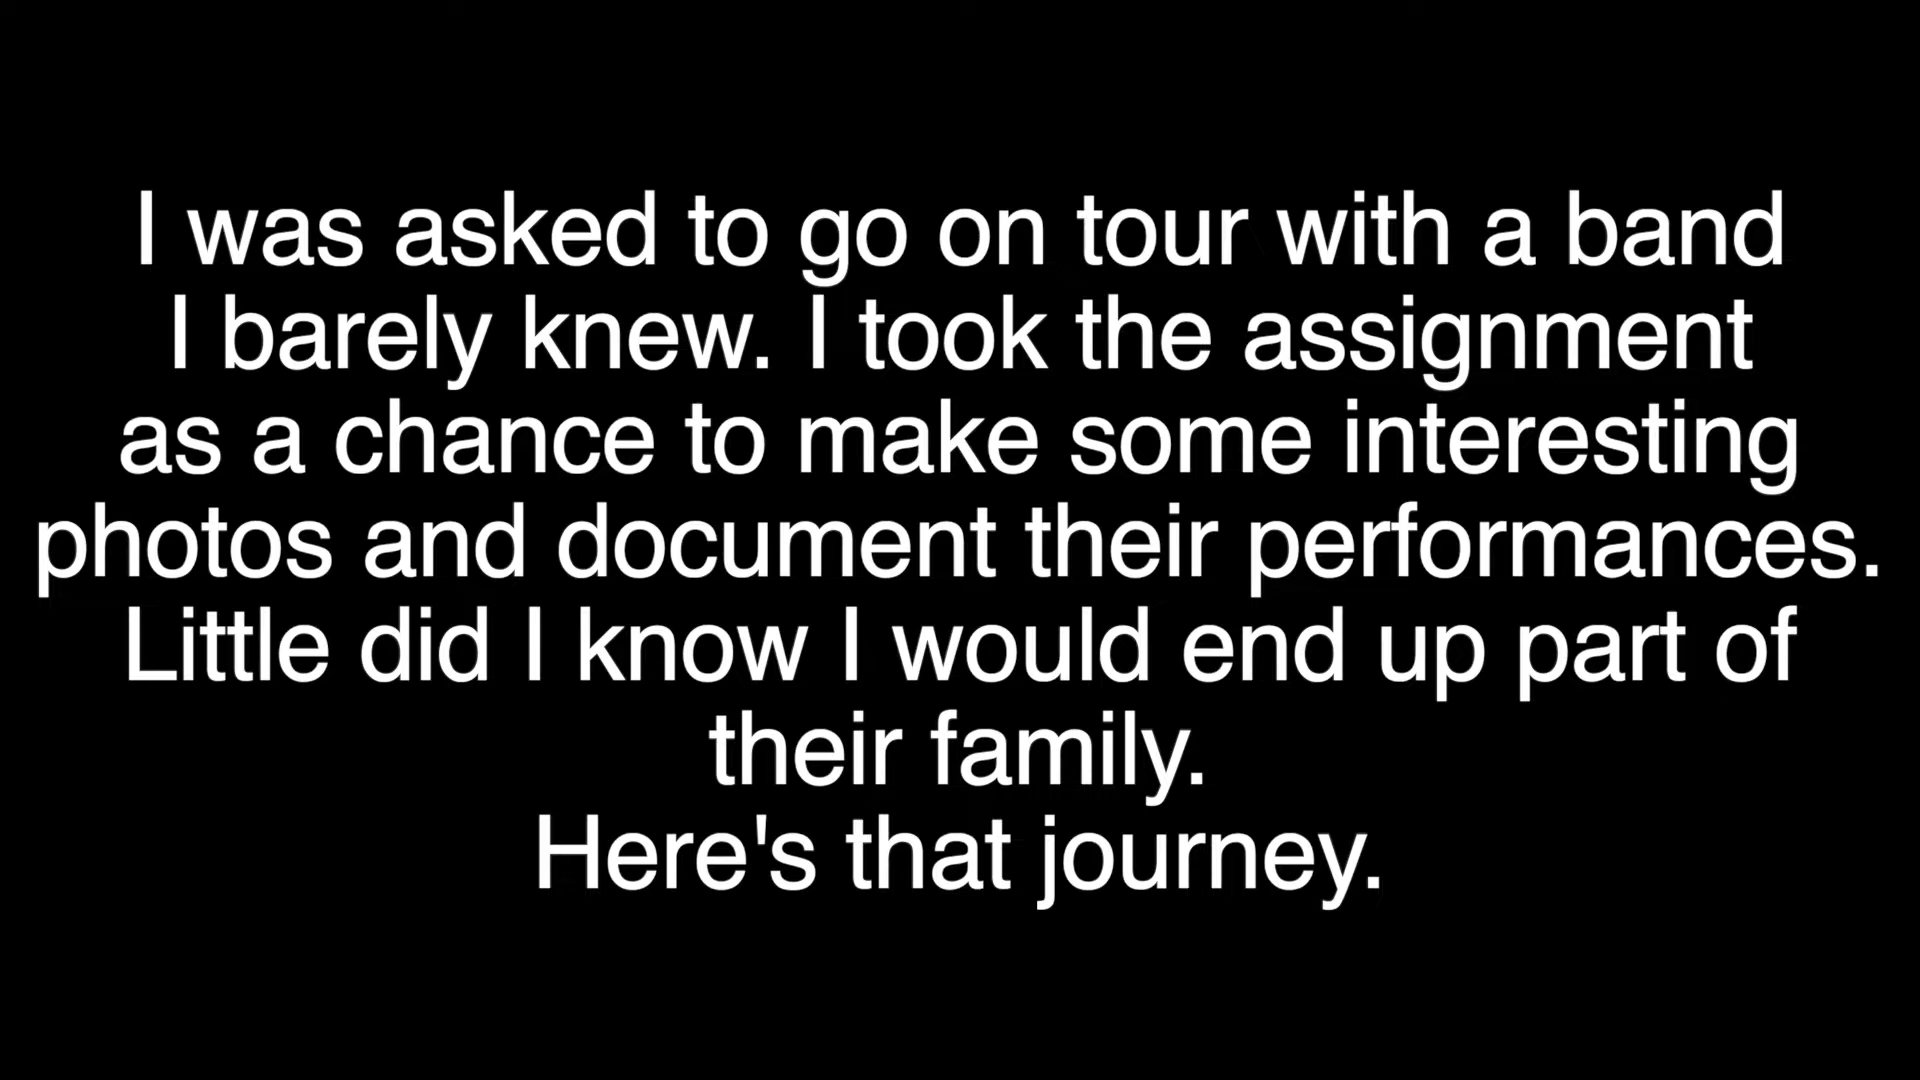 I was asked to go on tour with a band
I barely knew. I took the assignment
as a chance to make some interesting
photos and document their performances.
Little did I know I would end up part of
their family.
Here's that journey.